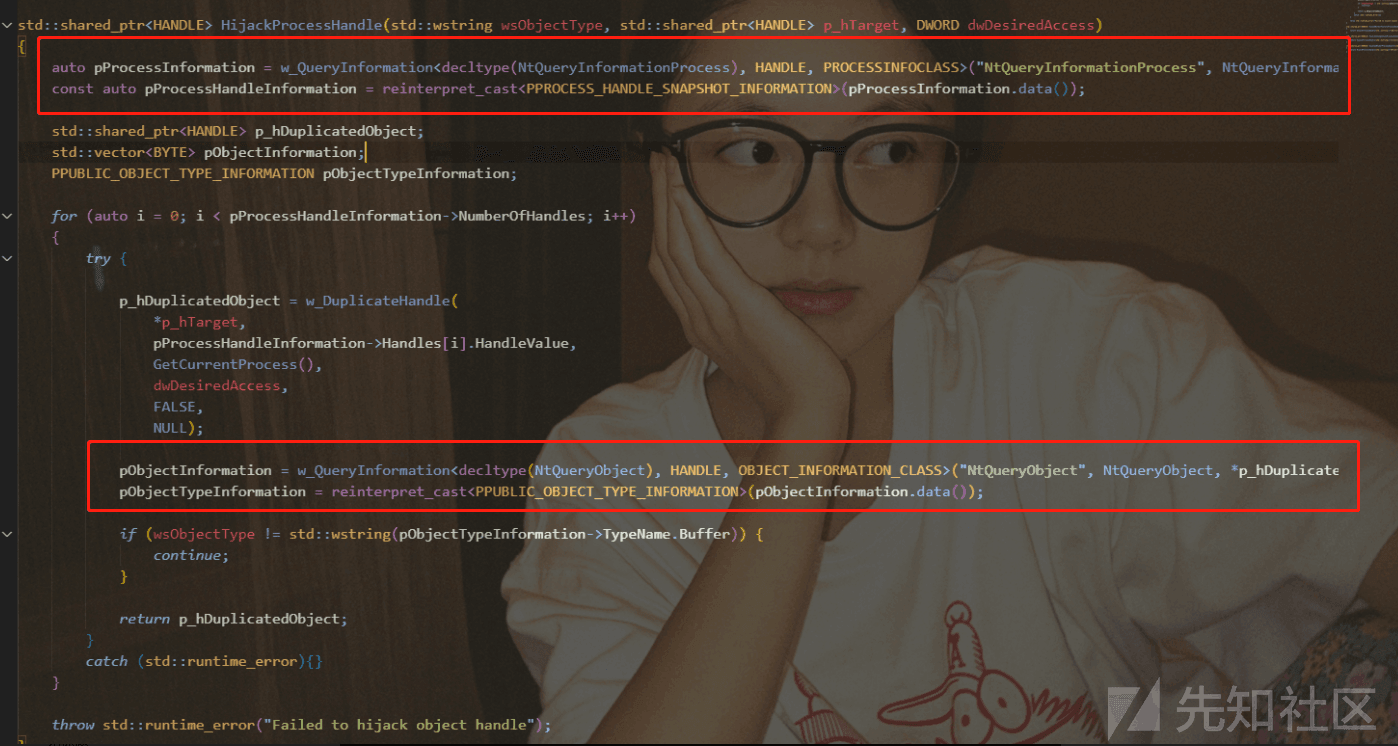 std::shared_ptr<HANDLE> HijackProcessHandle(std::wstring wsObjectType, std::shared_ptr<HANDLE> p_hTarget, DWORD dwDesiredAccess)
{
auto pProcessInformation = w_QueryInformation<decltype(NtQueryInformationProcess), HANDLE, PROCESSINFOCLASS>("NtQueryInformationProcess", NtQueryInforma
const auto pProcessHandleInformation = reinterpret_cast<PPROCESS_HANDLE_SNAPSHOT_INFORMATION>(pProcessInformation.data());
std::shared_ptr<HANDLE> p_hDuplicatedObject;
std::vector<BYTE> pObjectInformation;
PPUBLIC_OBJECT_TYPE_INFORMATION pObjectTypeInformation;
for (auto i = 0; i < pProcessHandleInformation->NumberOfHandles; i++)
{
try {
p_hDuplicatedObject = w_DuplicateHandle(
*p_hTarget,
pProcessHandleInformation->Handles[i].HandleValue,
GetCurrentProcess(),
dwDesiredAccess,
FALSE,
NULL);
pObjectInformation = w_QueryInformation<decltype(NtQueryObject), HANDLE, OBJECT_INFORMATION_CLASS>("NtQueryObject", NtQueryObject, *p_hDuplicate
pObjectTypeInformation = reinterpret_cast<PPUBLIC_OBJECT_TYPE_INFORMATION>(pObjectInformation.data());
if (wsObjectType != std::wstring(pObjectTypeInformation->TypeName.Buffer)) {
continue;
}
return p_hDuplicatedObject;
}
catch (std::runtime_error){}
}
throw std::runtime_error("Failed to hijack object handle");
}
先知社区